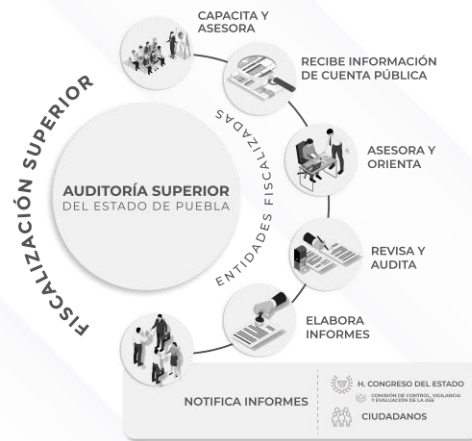 CAPACITA Y
ASESORA
RECIBE INFORMACIÓN
DE CUENTA PÚBLICA
FISCALIZACIÓN SUPERIOR
ENTIDADES FISCALIZADAS
AUDITORÍA SUPERIOR
DEL ESTADO DE PUEBLA
ASESORA Y
ORIENTA
REVISA Y
AUDITA
ELABORA
INFORMES
NOTIFICA INFORMES
H. CONGRESO DEL ESTADO
COMISIÓN DE CONTROL, VIGILANCIA
Y EVALUACIÓN DE LA ASE
CIUDADANOS